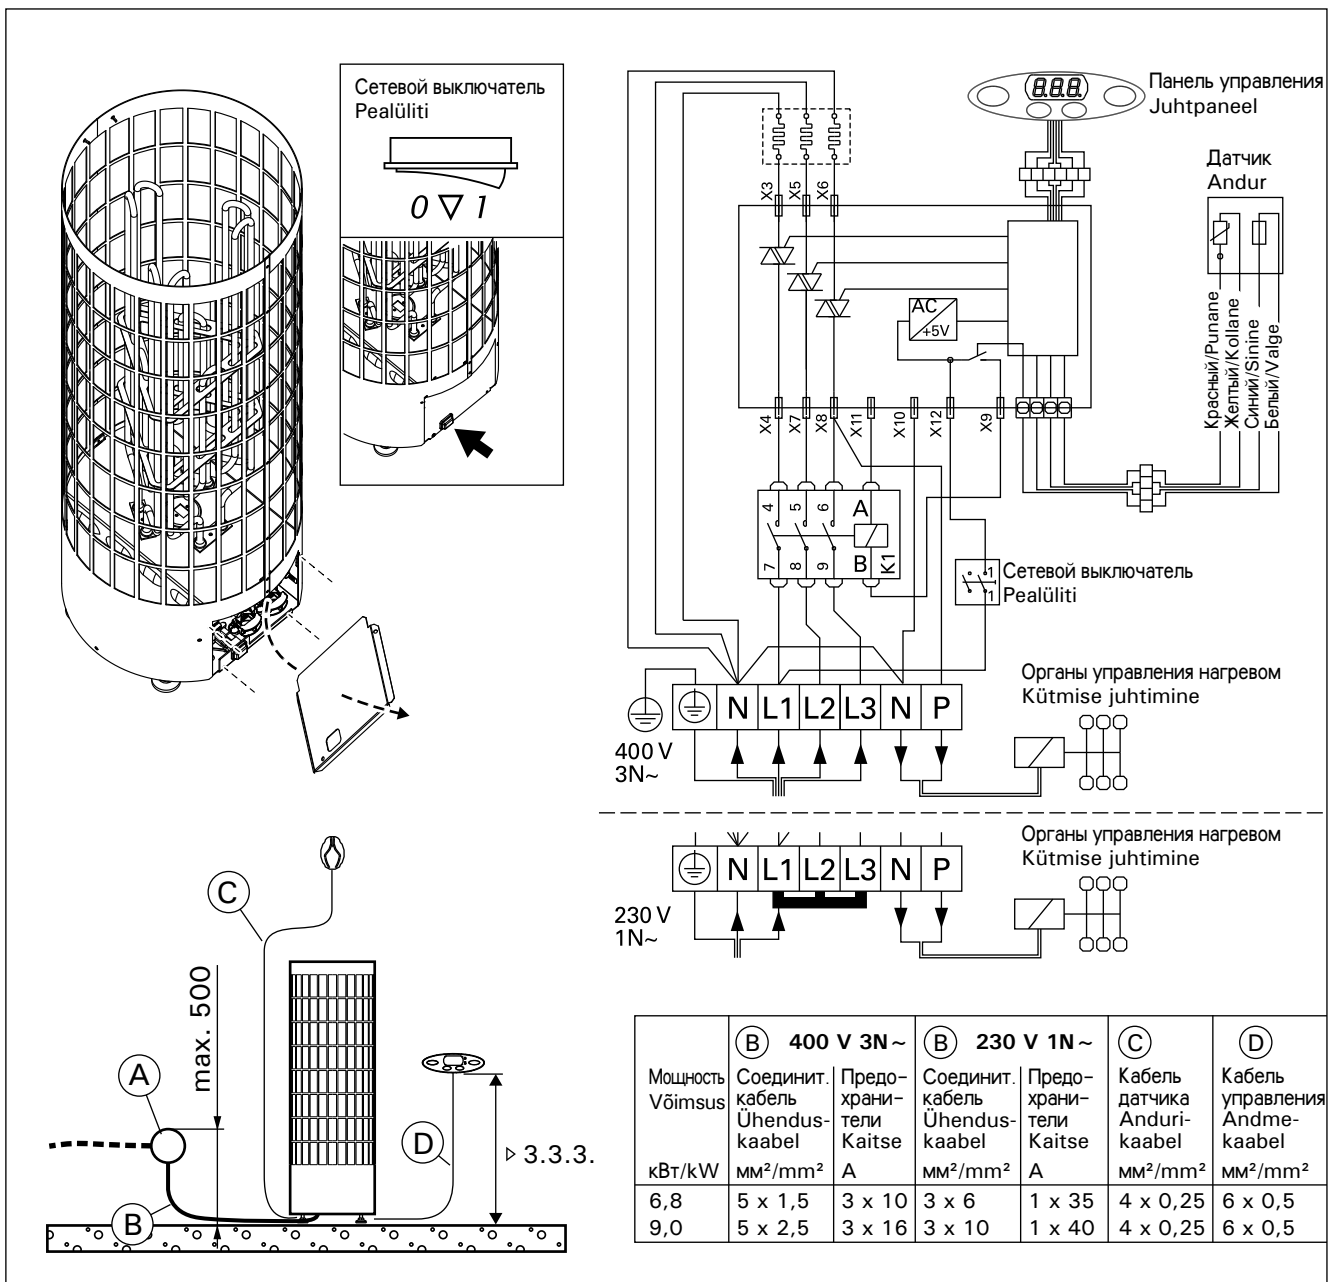 Сетевой выключатель
Pealüliti
0 ▽ 1
8.8.8.
Панель управления
Juhtpaneel
Датчик
Andur
X3
X5
X6
AC
+5V
Красный/Punane
Желтый/Kollane
Синий/Sinine
Белый/Valge
X4
X7
X8
X11
X10
X12
X9
4
5
6
A
7
8
9
B
K1
1
1
Сетевой выключатель
Pealüliti
Органы управления нагревом
Kütmise juhtimine
N L1 L2 L3 N P
400 V
3N~
Органы управления нагревом
Kütmise juhtimine
N L1 L2 L3 N P
230 V
1N~
C
max. 500
A
D
▷ 3.3.3.
B
B 400 V 3N~ B 230 V 1N~ C D
Мощность Соединит. Предо- Соединит. Предо- Кабель Кабель
Võimsus кабель храни- кабель храни- датчика управления
Ühendus- тели Ühendus- тели Anduri- Andme-
kaabel Kaitse kaabel Kaitse kaabel kaabel
кВт/kW мм²/mm² A мм²/mm² A мм²/mm² мм²/mm²
6,8 5 x 1,5 3 x 10 3 x 6 1 x 35 4 x 0,25 6 x 0,5
9,0 5 x 2,5 3 x 16 3 x 10 1 x 40 4 x 0,25 6 x 0,5